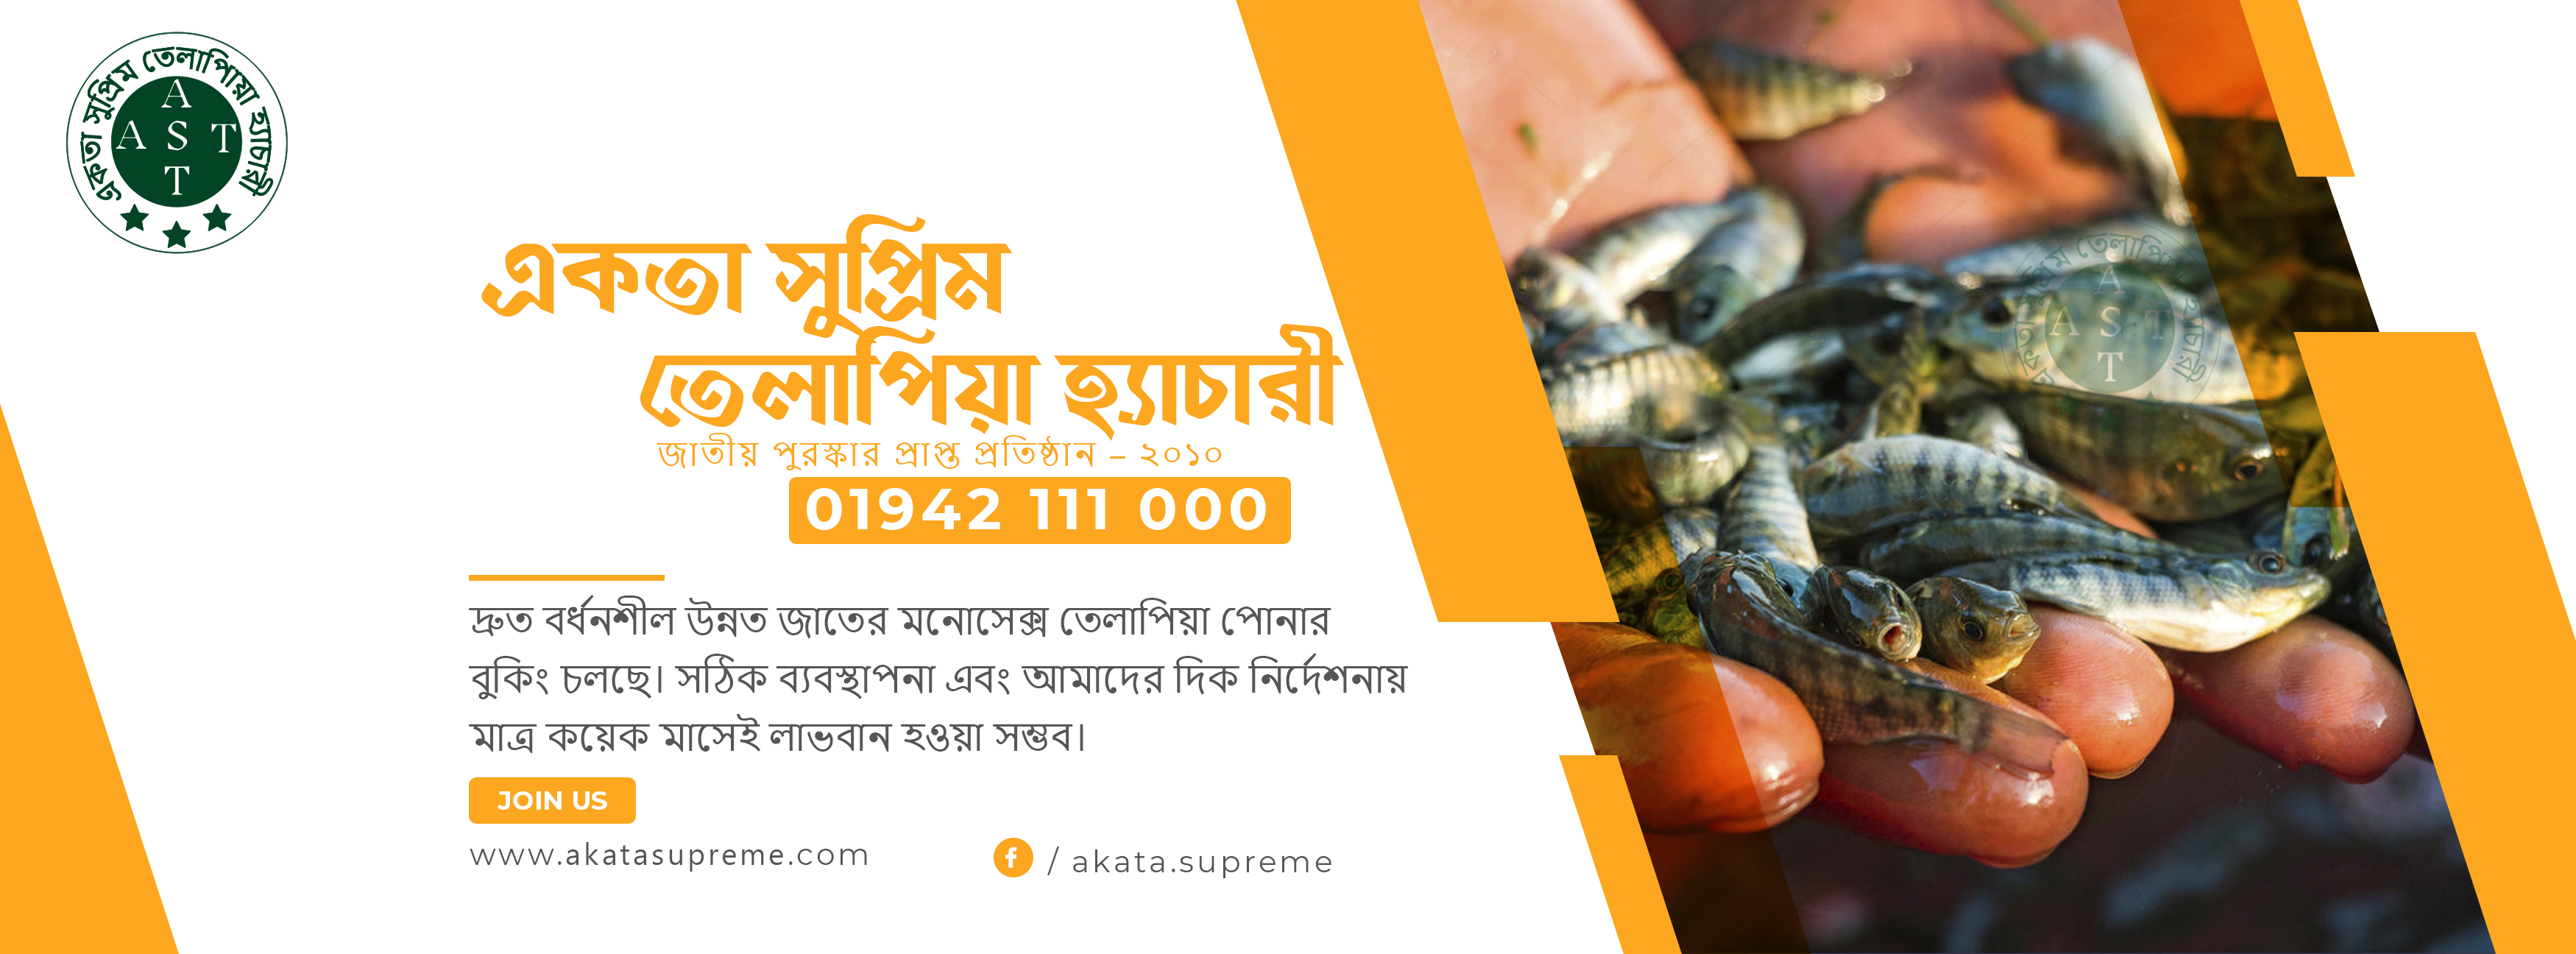 একতা সুপ্রিম তেলাপিয়া হ্যাচারী
A
A S T
T
একতা সুপ্রিম
তেলাপিয়া হ্যাচারী
জাতীয় পুরস্কার প্রাপ্ত প্রতিষ্ঠান – ২০১০
01942 111 000
দ্রুত বর্ধনশীল উন্নত জাতের মনোসেক্স তেলাপিয়া পোনার
বুকিং চলছে। সঠিক ব্যবস্থাপনা এবং আমাদের দিক নির্দেশনায়
মাত্র কয়েক মাসেই লাভবান হওয়া সম্ভব।
JOIN US
www.akatasupreme.com
/ akata.supreme
একতা সুপ্রিম তেলাপিয়া হ্যাচারী
A
A S T
T